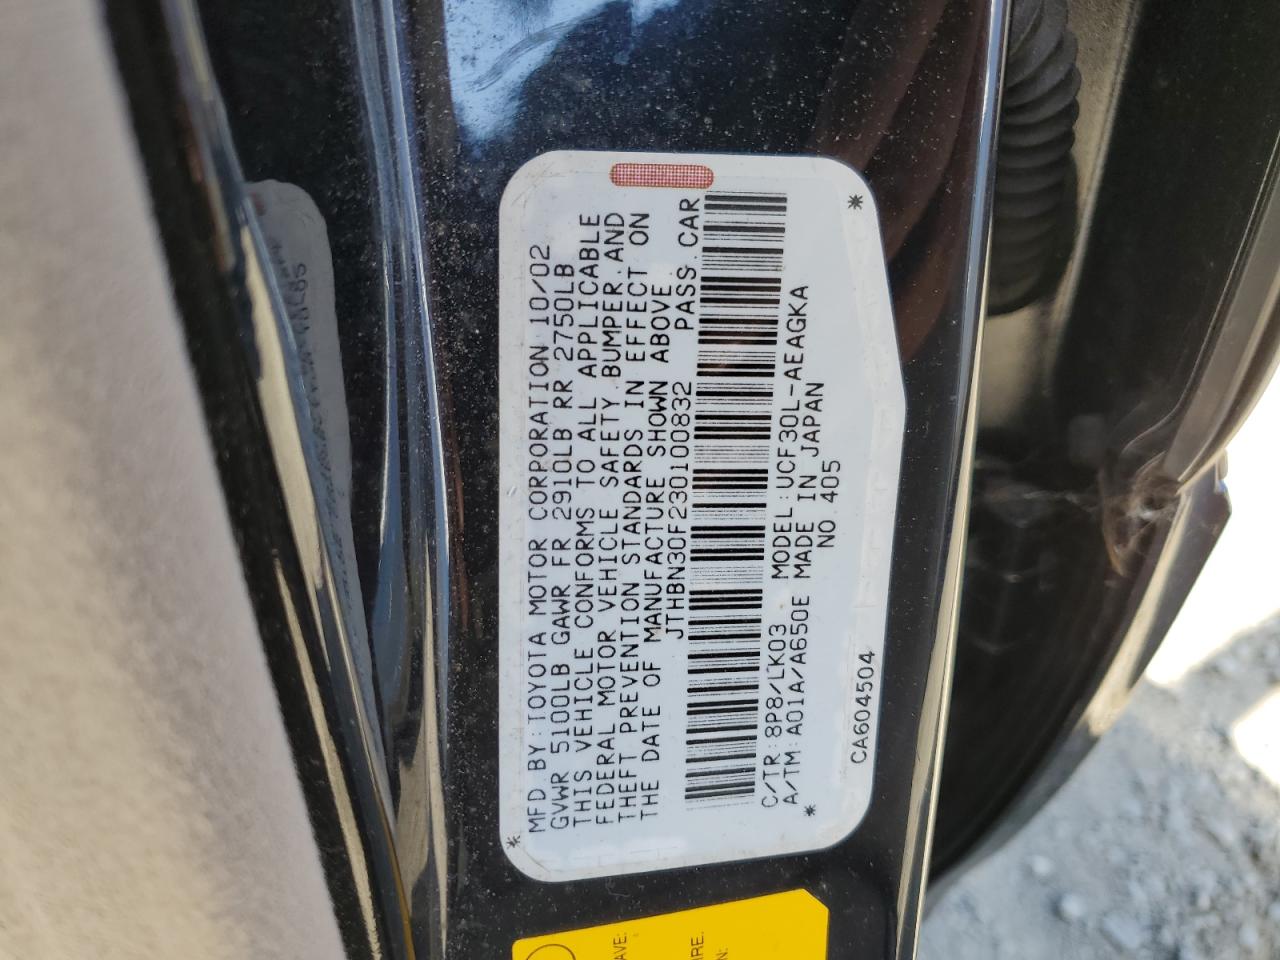 MFD BY: TOYOTA MOTOR CORPORATION 10/02
GVWR 5100LB GAWR FR 2910LB RR 2750LB
THIS VEHICLE CONFORMS TO ALL APPLICABLE
FEDERAL MOTOR VEHICLE SAFETY, BUMPER, AND
THEFT PREVENTION STANDARDS IN EFFECT ON
THE DATE OF MANUFACTURE SHOWN ABOVE.
JTHBN30F230100832 PASS. CAR
C/TR: 8P8/LK03 MODEL: UCF30L-AEAGKA
A/TM: A01A/A650E MADE IN JAPAN
NO. 405
CA604504
AVE:
IRE.
N: